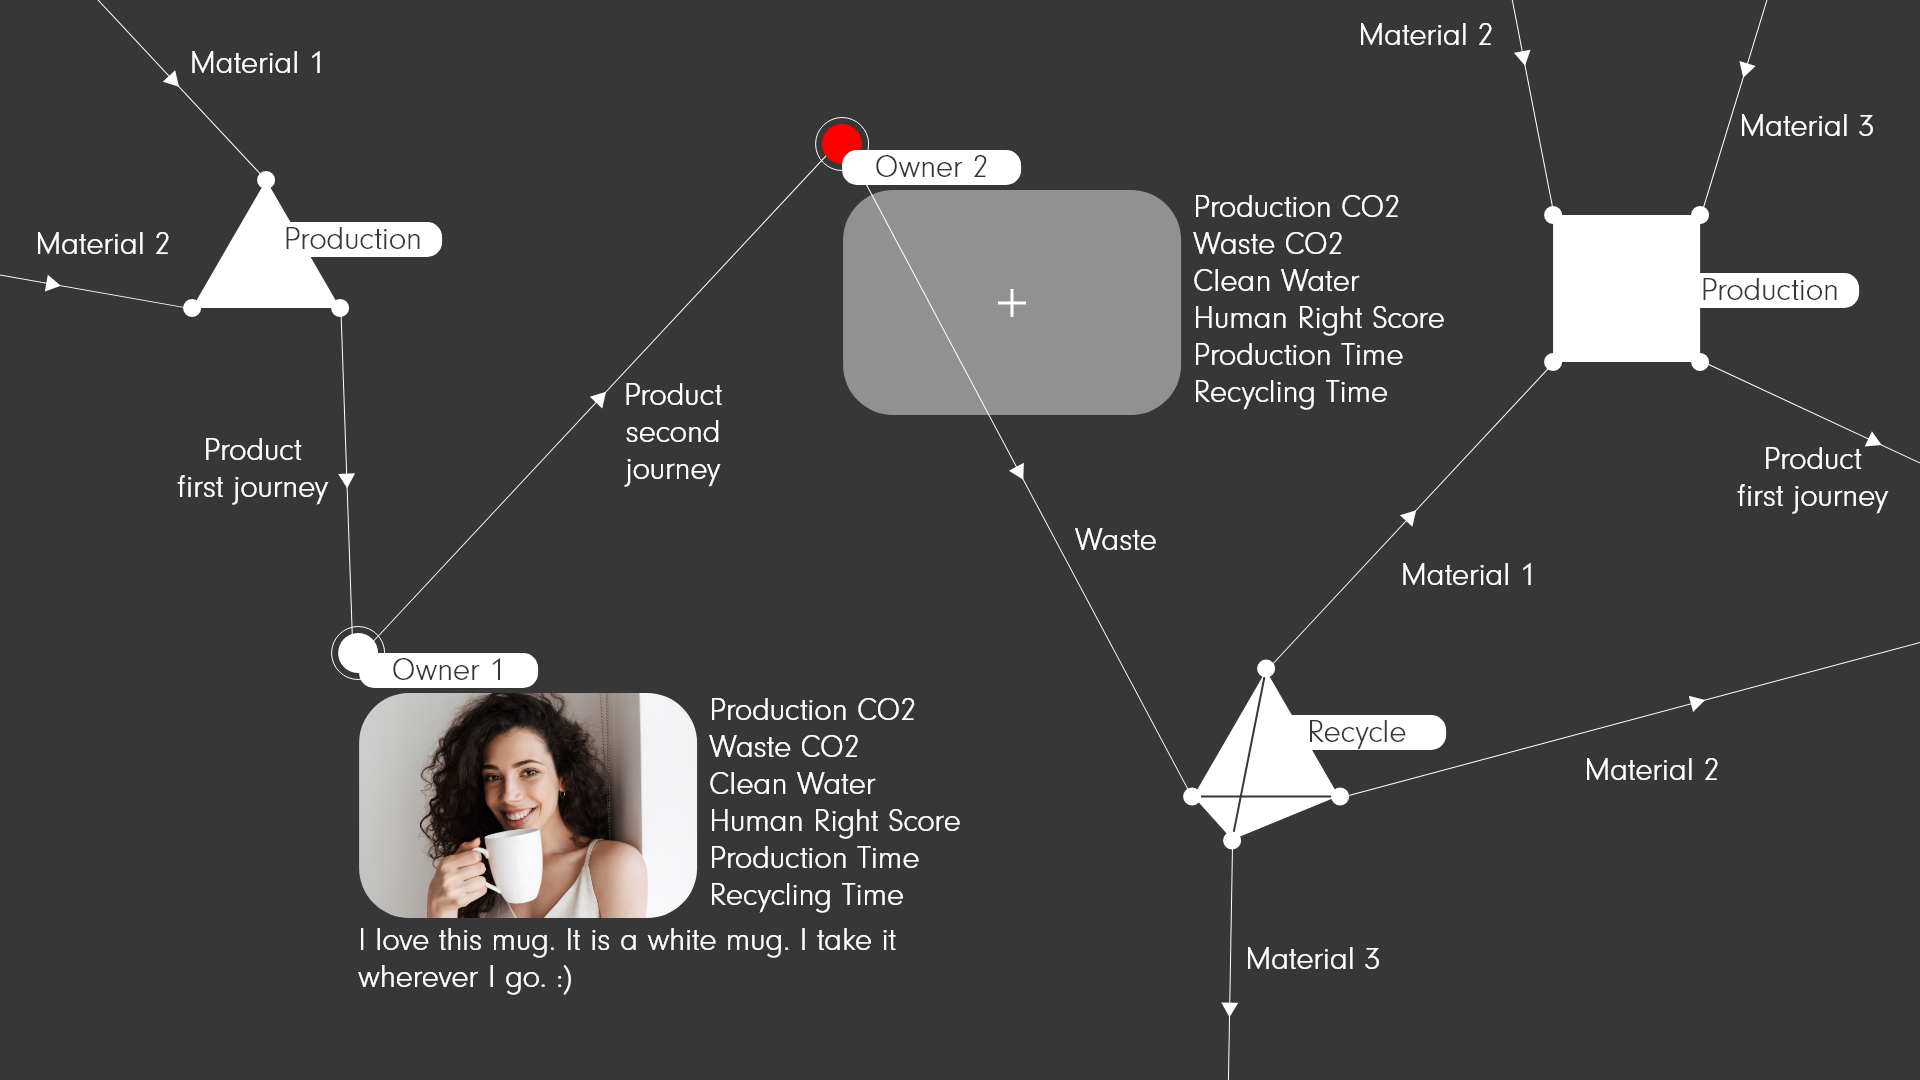 Material 1
Material 2
Production
Product
first journey
Product
second
journey
Owner 1
Production CO2
Waste CO2
Clean Water
Human Right Score
Production Time
Recycling Time
I love this mug. It is a white mug. I take it
wherever I go. :)
Owner 2
Production CO2
Waste CO2
Clean Water
Human Right Score
Production Time
Recycling Time
Waste
Recycle
Material 1
Material 2
Material 3
Material 2
Material 3
Production
Product
first journey